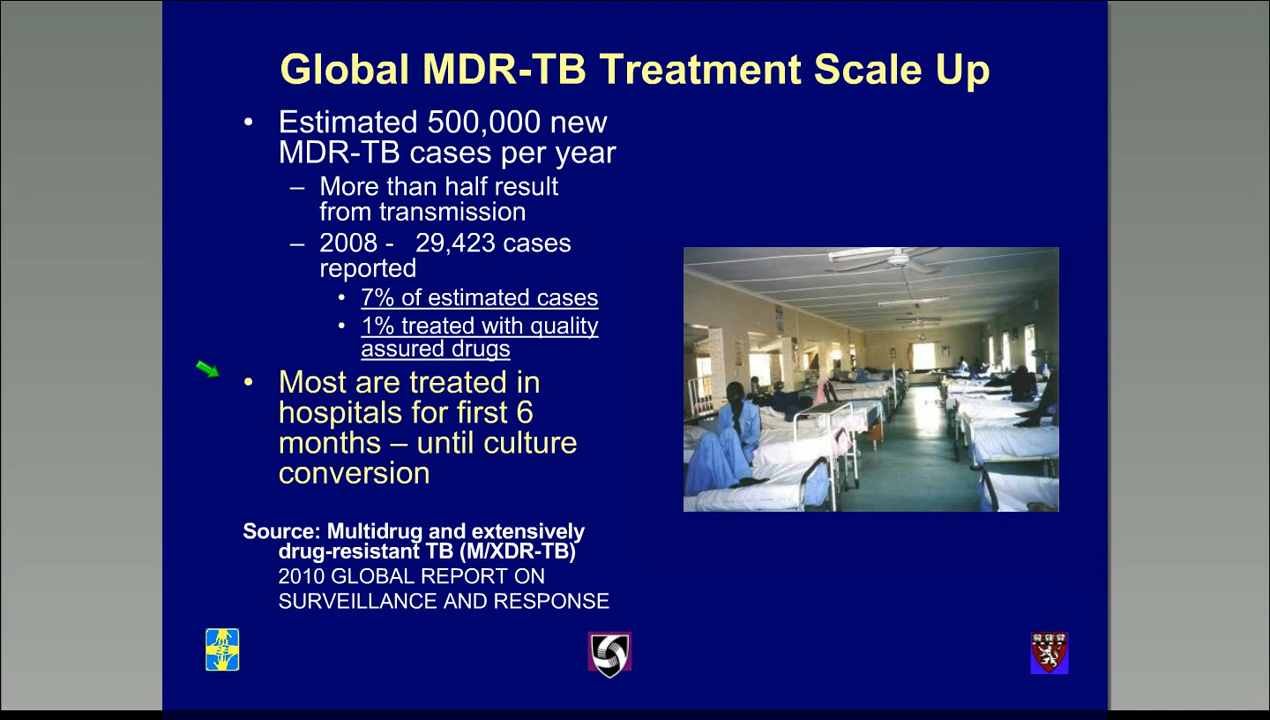 Global MDR-TB Treatment Scale Up
• Estimated 500,000 new
MDR-TB cases per year
– More than half result
from transmission
– 2008 - 29,423 cases
reported
• 7% of estimated cases
• 1% treated with quality
assured drugs
• Most are treated in
hospitals for first 6
months – until culture
conversion
Source: Multidrug and extensively
drug-resistant TB (M/XDR-TB)
2010 GLOBAL REPORT ON
SURVEILLANCE AND RESPONSE